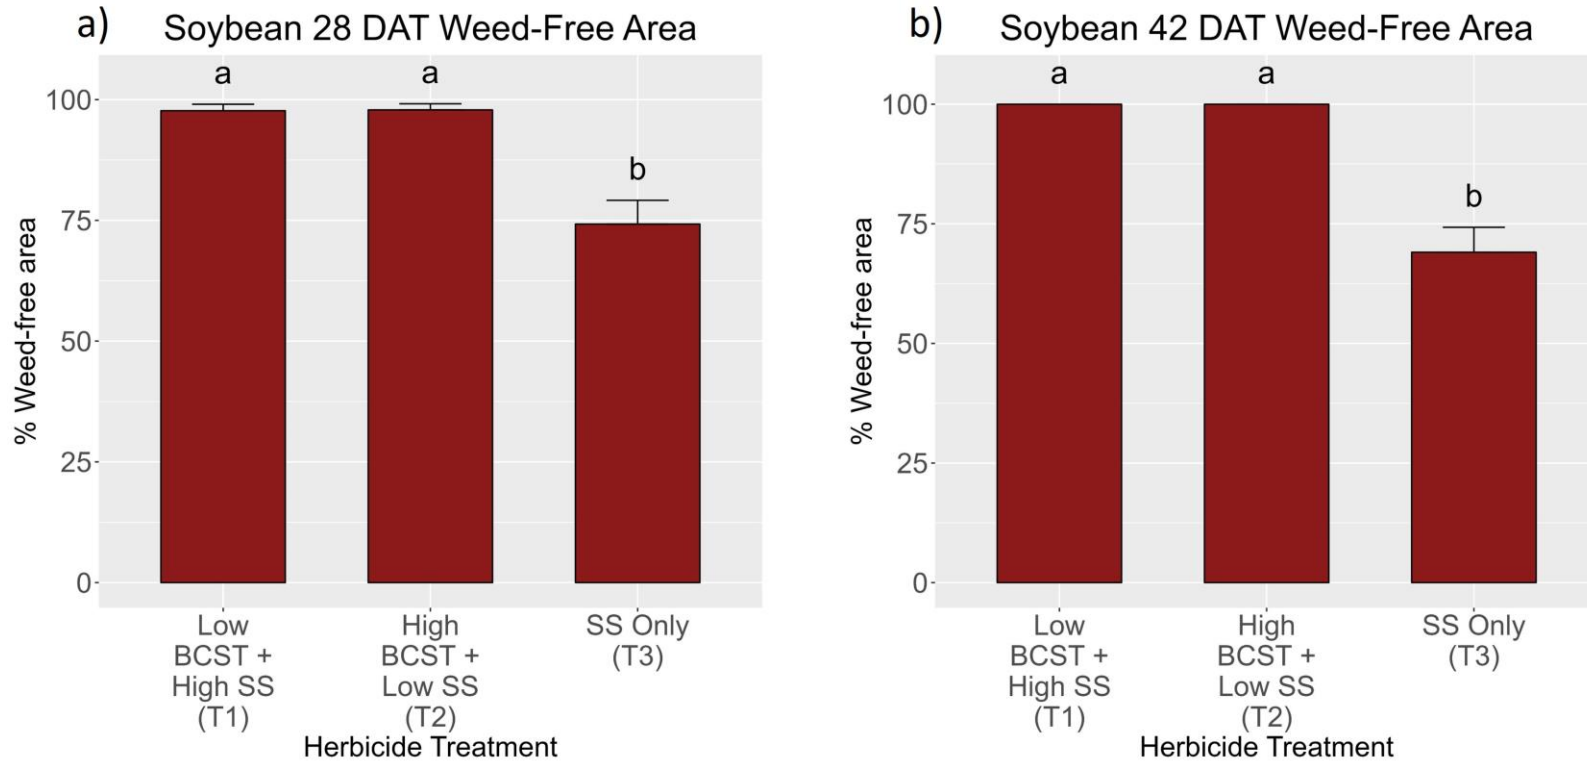 a) Soybean 28 DAT Weed-Free Area
a
a
b
100
75
50
25
0
% Weed-free area
Low
BCST +
High SS
(T1)
High
BCST +
Low SS
(T2)
SS Only
(T3)
Herbicide Treatment
b) Soybean 42 DAT Weed-Free Area
a
a
b
100
75
50
25
0
% Weed-free area
Low
BCST +
High SS
(T1)
High
BCST +
Low SS
(T2)
SS Only
(T3)
Herbicide Treatment